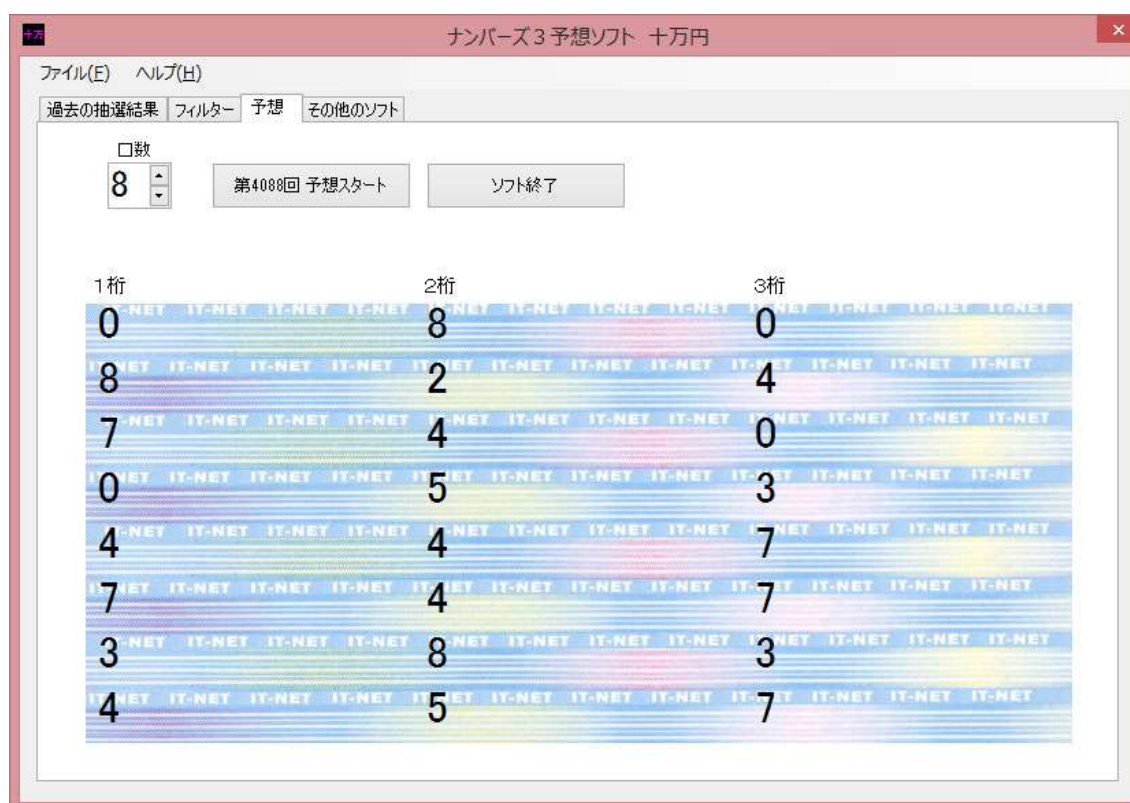 十万 ナンバーズ3予想ソフト 十万円 ×
ファイル(F) ヘルプ(H)
過去の抽選結果 フィルター 予想 その他のソフト
口数
8 第4088回 予想スタート ソフト終了
1桁 2桁 3桁
0 8 0
8 2 4
7 4 0
0 5 3
4 4 7
7 4 7
3 8 3
4 5 7